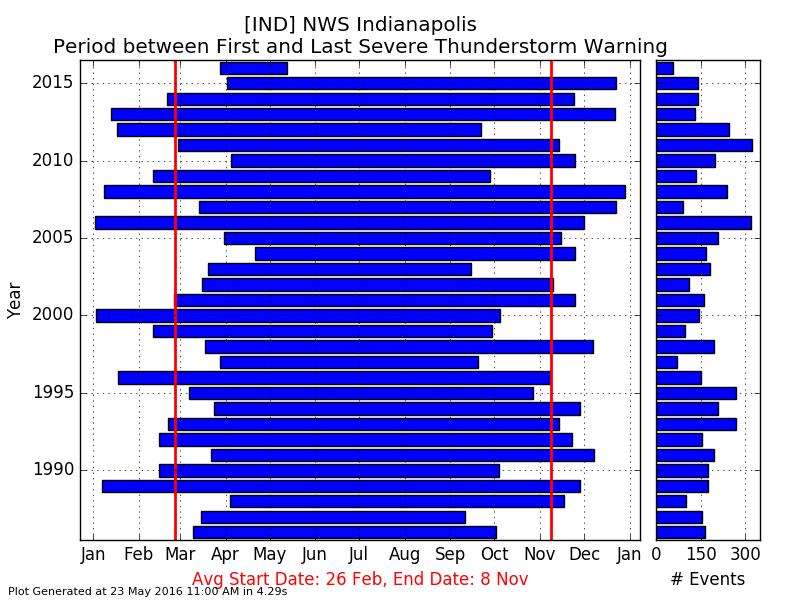 [IND] NWS Indianapolis
Period between First and Last Severe Thunderstorm Warning
Year
2015
2010
2005
2000
1995
1990
Jan Feb Mar Apr May Jun Jul Aug Sep Oct Nov Dec Jan
0 150 300
Avg Start Date: 26 Feb, End Date: 8 Nov
# Events
Plot Generated at 23 May 2016 11:00 AM in 4.29s